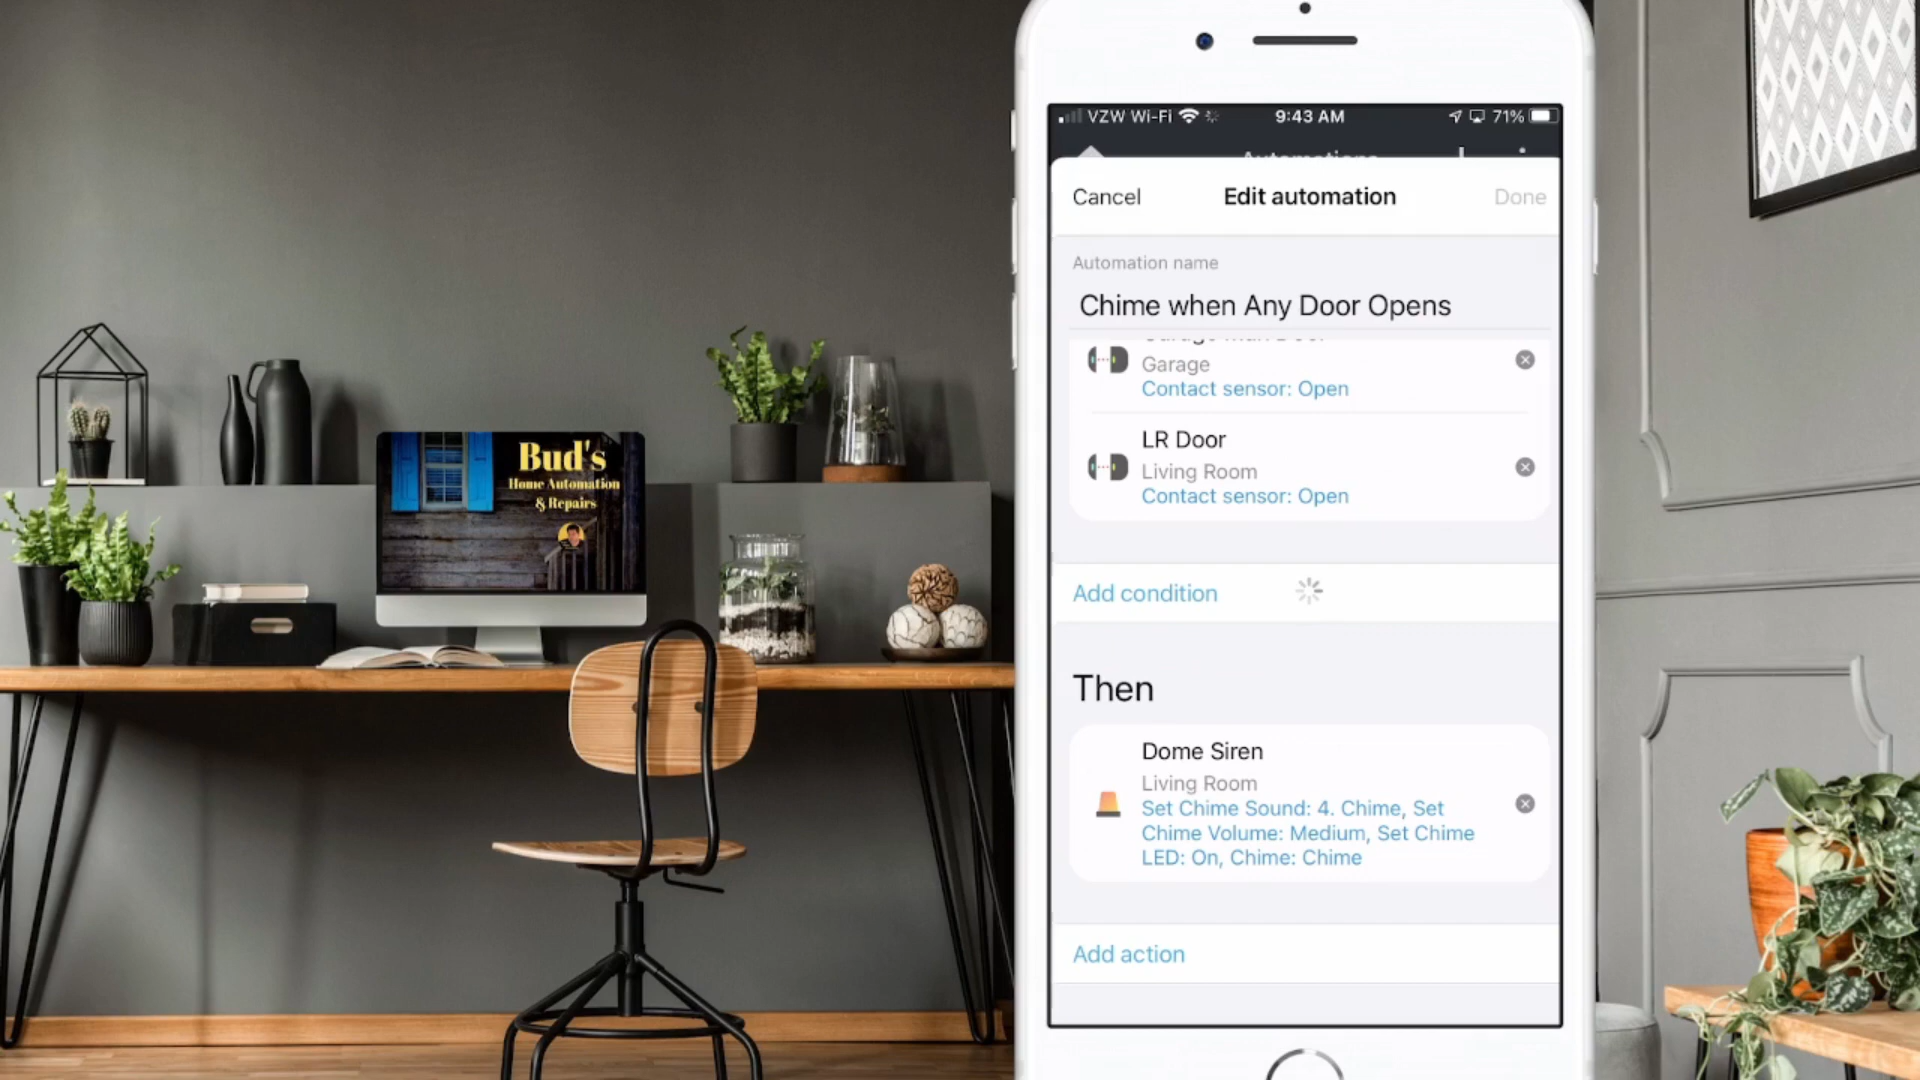 VZW Wi-Fi 9:43 AM 71%
Automations
Cancel Edit automation Done
Automation name
Chime when Any Door Opens
Garage
Contact sensor: Open
LR Door
Living Room
Contact sensor: Open
Add condition
Then
Dome Siren
Living Room
Set Chime Sound: 4. Chime, Set
Chime Volume: Medium, Set Chime
LED: On, Chime: Chime
Add action
Bud's
Home Automation
& Repairs